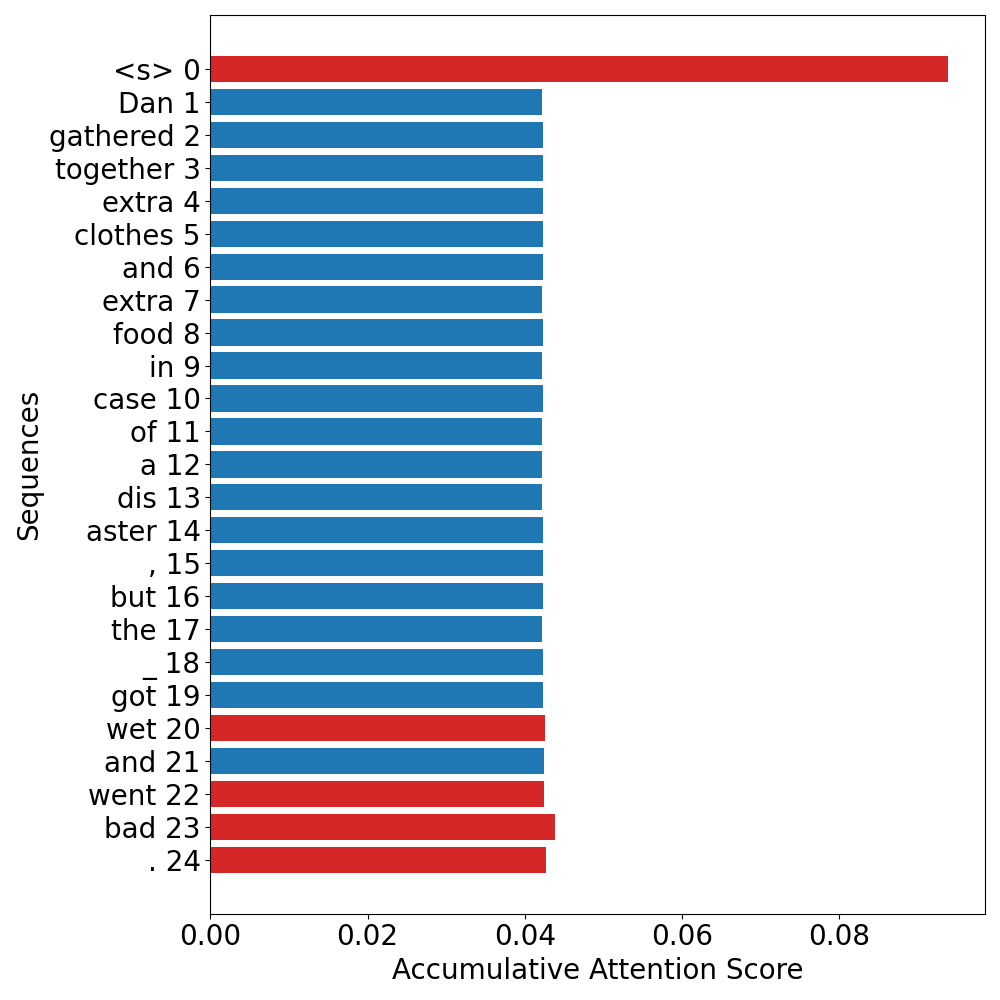 <s> 0
Dan 1
gathered 2
together 3
extra 4
clothes 5
and 6
extra 7
food 8
in 9
case 10
of 11
a 12
dis 13
aster 14
, 15
but 16
the 17
_ 18
got 19
wet 20
and 21
went 22
bad 23
. 24
Sequences
0.00 0.02 0.04 0.06 0.08
Accumulative Attention Score